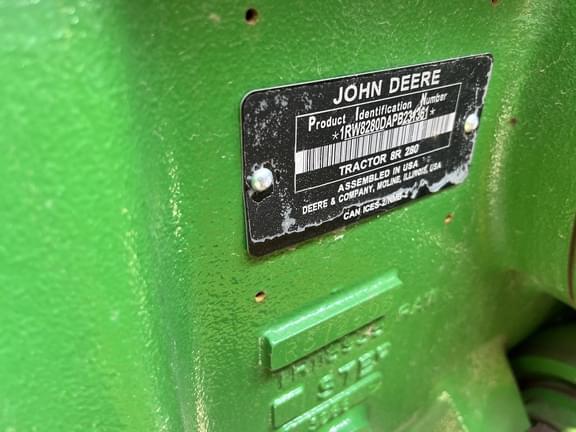 JOHN DEERE
Product Identification Number
*1RW8280DAPB231361*
TRACTOR 8R 280
ASSEMBLED IN USA
DEERE & COMPANY, MOLINE, ILLINOIS, USA
CAN ICES-2/NMB-2